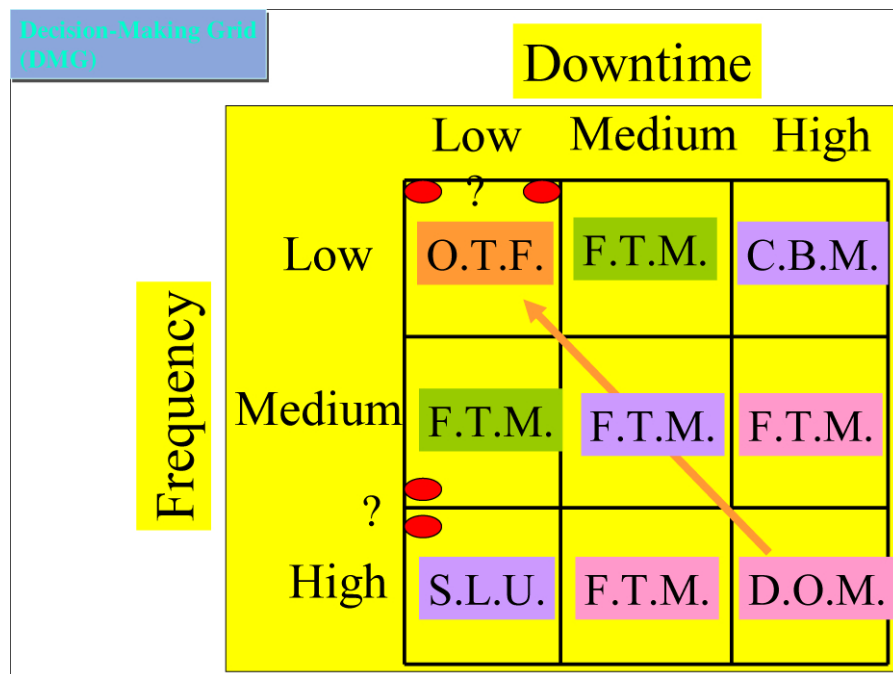 Decision-Making Grid
(DMG)
Downtime
Low Medium High
?
Low O.T.F. F.T.M. C.B.M.
Medium F.T.M. F.T.M. F.T.M.
Frequency
?
High S.L.U. F.T.M. D.O.M.